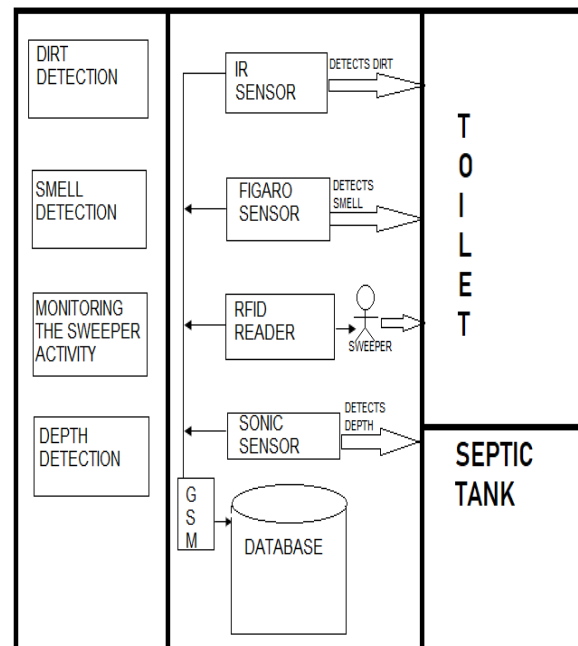 DIRT
DETECTION
SMELL
DETECTION
MONITORING
THE SWEEPER
ACTIVITY
DEPTH
DETECTION
IR
SENSOR
DETECTS DIRT
FIGARO
SENSOR
DETECTS
SMELL
RFID
READER
SWEEPER
SONIC
SENSOR
DETECTS
DEPTH
G
S
M
DATABASE
T
O
I
L
E
T
SEPTIC
TANK